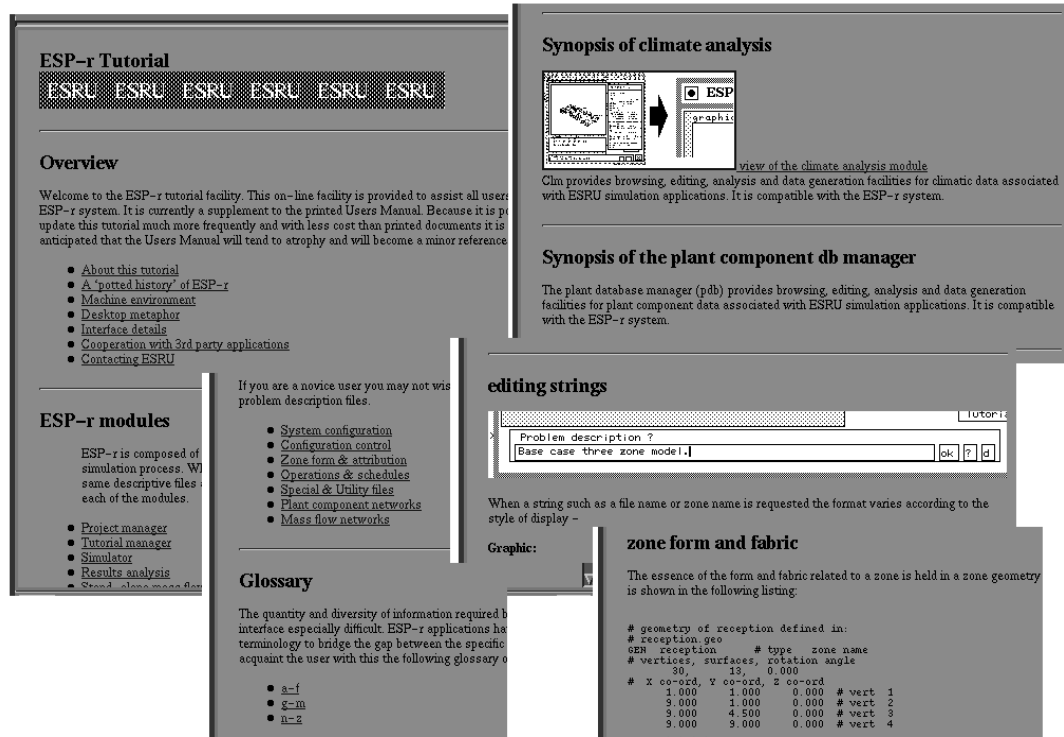 ESP-r Tutorial
ESRU ESRU ESRU ESRU ESRU ESRU
Overview
Welcome to the ESP-r tutorial facility. This on-line facility is provided to assist all users
ESP-r system. It is currently a supplement to the printed Users Manual. Because it is
update this tutorial much more frequently and with less cost than printed documents it is
anticipated that the Users Manual will tend to atrophy and will become a minor reference
About this tutorial
A 'potted history' of ESP-r
Machine environment
Desktop metaphor
Interface details
Cooperation with 3rd party applications
Contacting ESRU
ESP-r modules
ESP-r is composed of
simulation process.
same descriptive files
each of the modules.
Project manager
Tutorial manager
Simulator
Results analysis
Synopsis of climate analysis
ESP
graphic
view of the climate analysis module
Clm provides browsing, editing, analysis and data generation facilities for climatic data associated
with ESRU simulation applications. It is compatible with the ESP-r system.
Synopsis of the plant component db manager
The plant database manager (pdb) provides browsing, editing, analysis and data generation
facilities for plant component data associated with ESRU simulation applications. It is compatible
with the ESP-r system.
If you are a novice user you may not
problem description files.
System configuration
Configuration control
Zone form & attribution
Operations & schedules
Special & Utility files
Plant component networks
Mass flow networks
Glossary
The quantity and diversity of information required
interface especially difficult. ESP-r applications
terminology to bridge the gap between the specific
acquaint the user with this the following glossary
a-f
g-m
n-z
editing strings
Tutoria
Problem description ?
Base case three zone model.
ok ? d
When a string such as a file name or zone name is requested the format varies according to the
style of display -
Graphic:
zone form and fabric
The essence of the form and fabric related to a zone is held in a zone geometry
is shown in the following listing:
# geometry of reception defined in:
# reception.geo
GEN reception # type zone name
# vertices, surfaces, rotation angle
30, 13, 0.000
# X co-ord, Y co-ord, Z co-ord
1.000 1.000 0.000 # vert 1
9.000 1.000 0.000 # vert 2
9.000 4.500 0.000 # vert 3
9.000 9.000 0.000 # vert 4